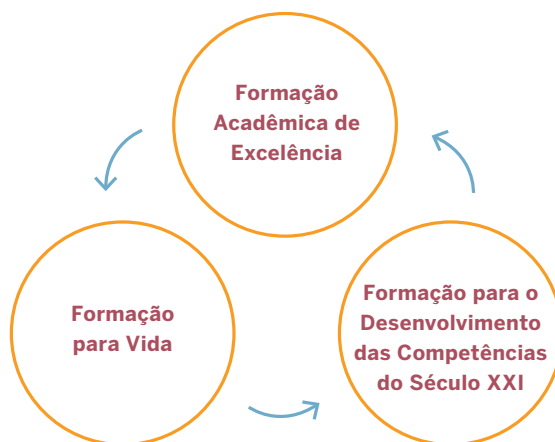 Formação
Acadêmica de
Excelência
Formação
para Vida
Formação para o
Desenvolvimento
das Competências
do Século XXI